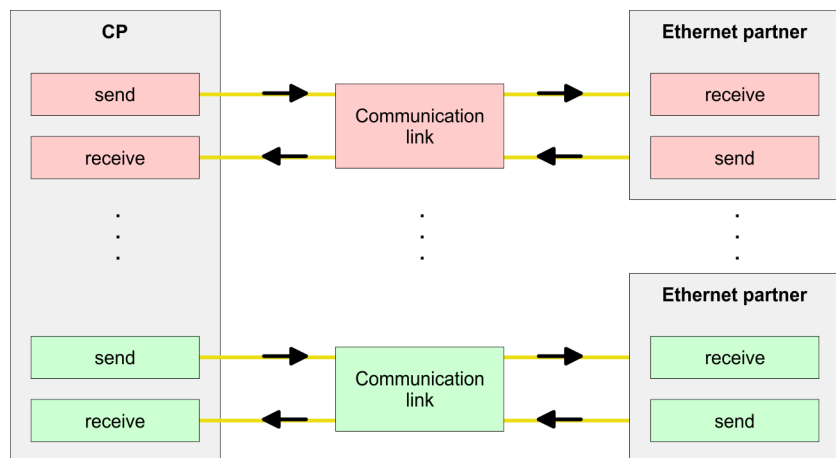 CP
Ethernet partner
send
Communication
link
receive
receive
send
Ethernet partner
send
Communication
link
receive
receive
send